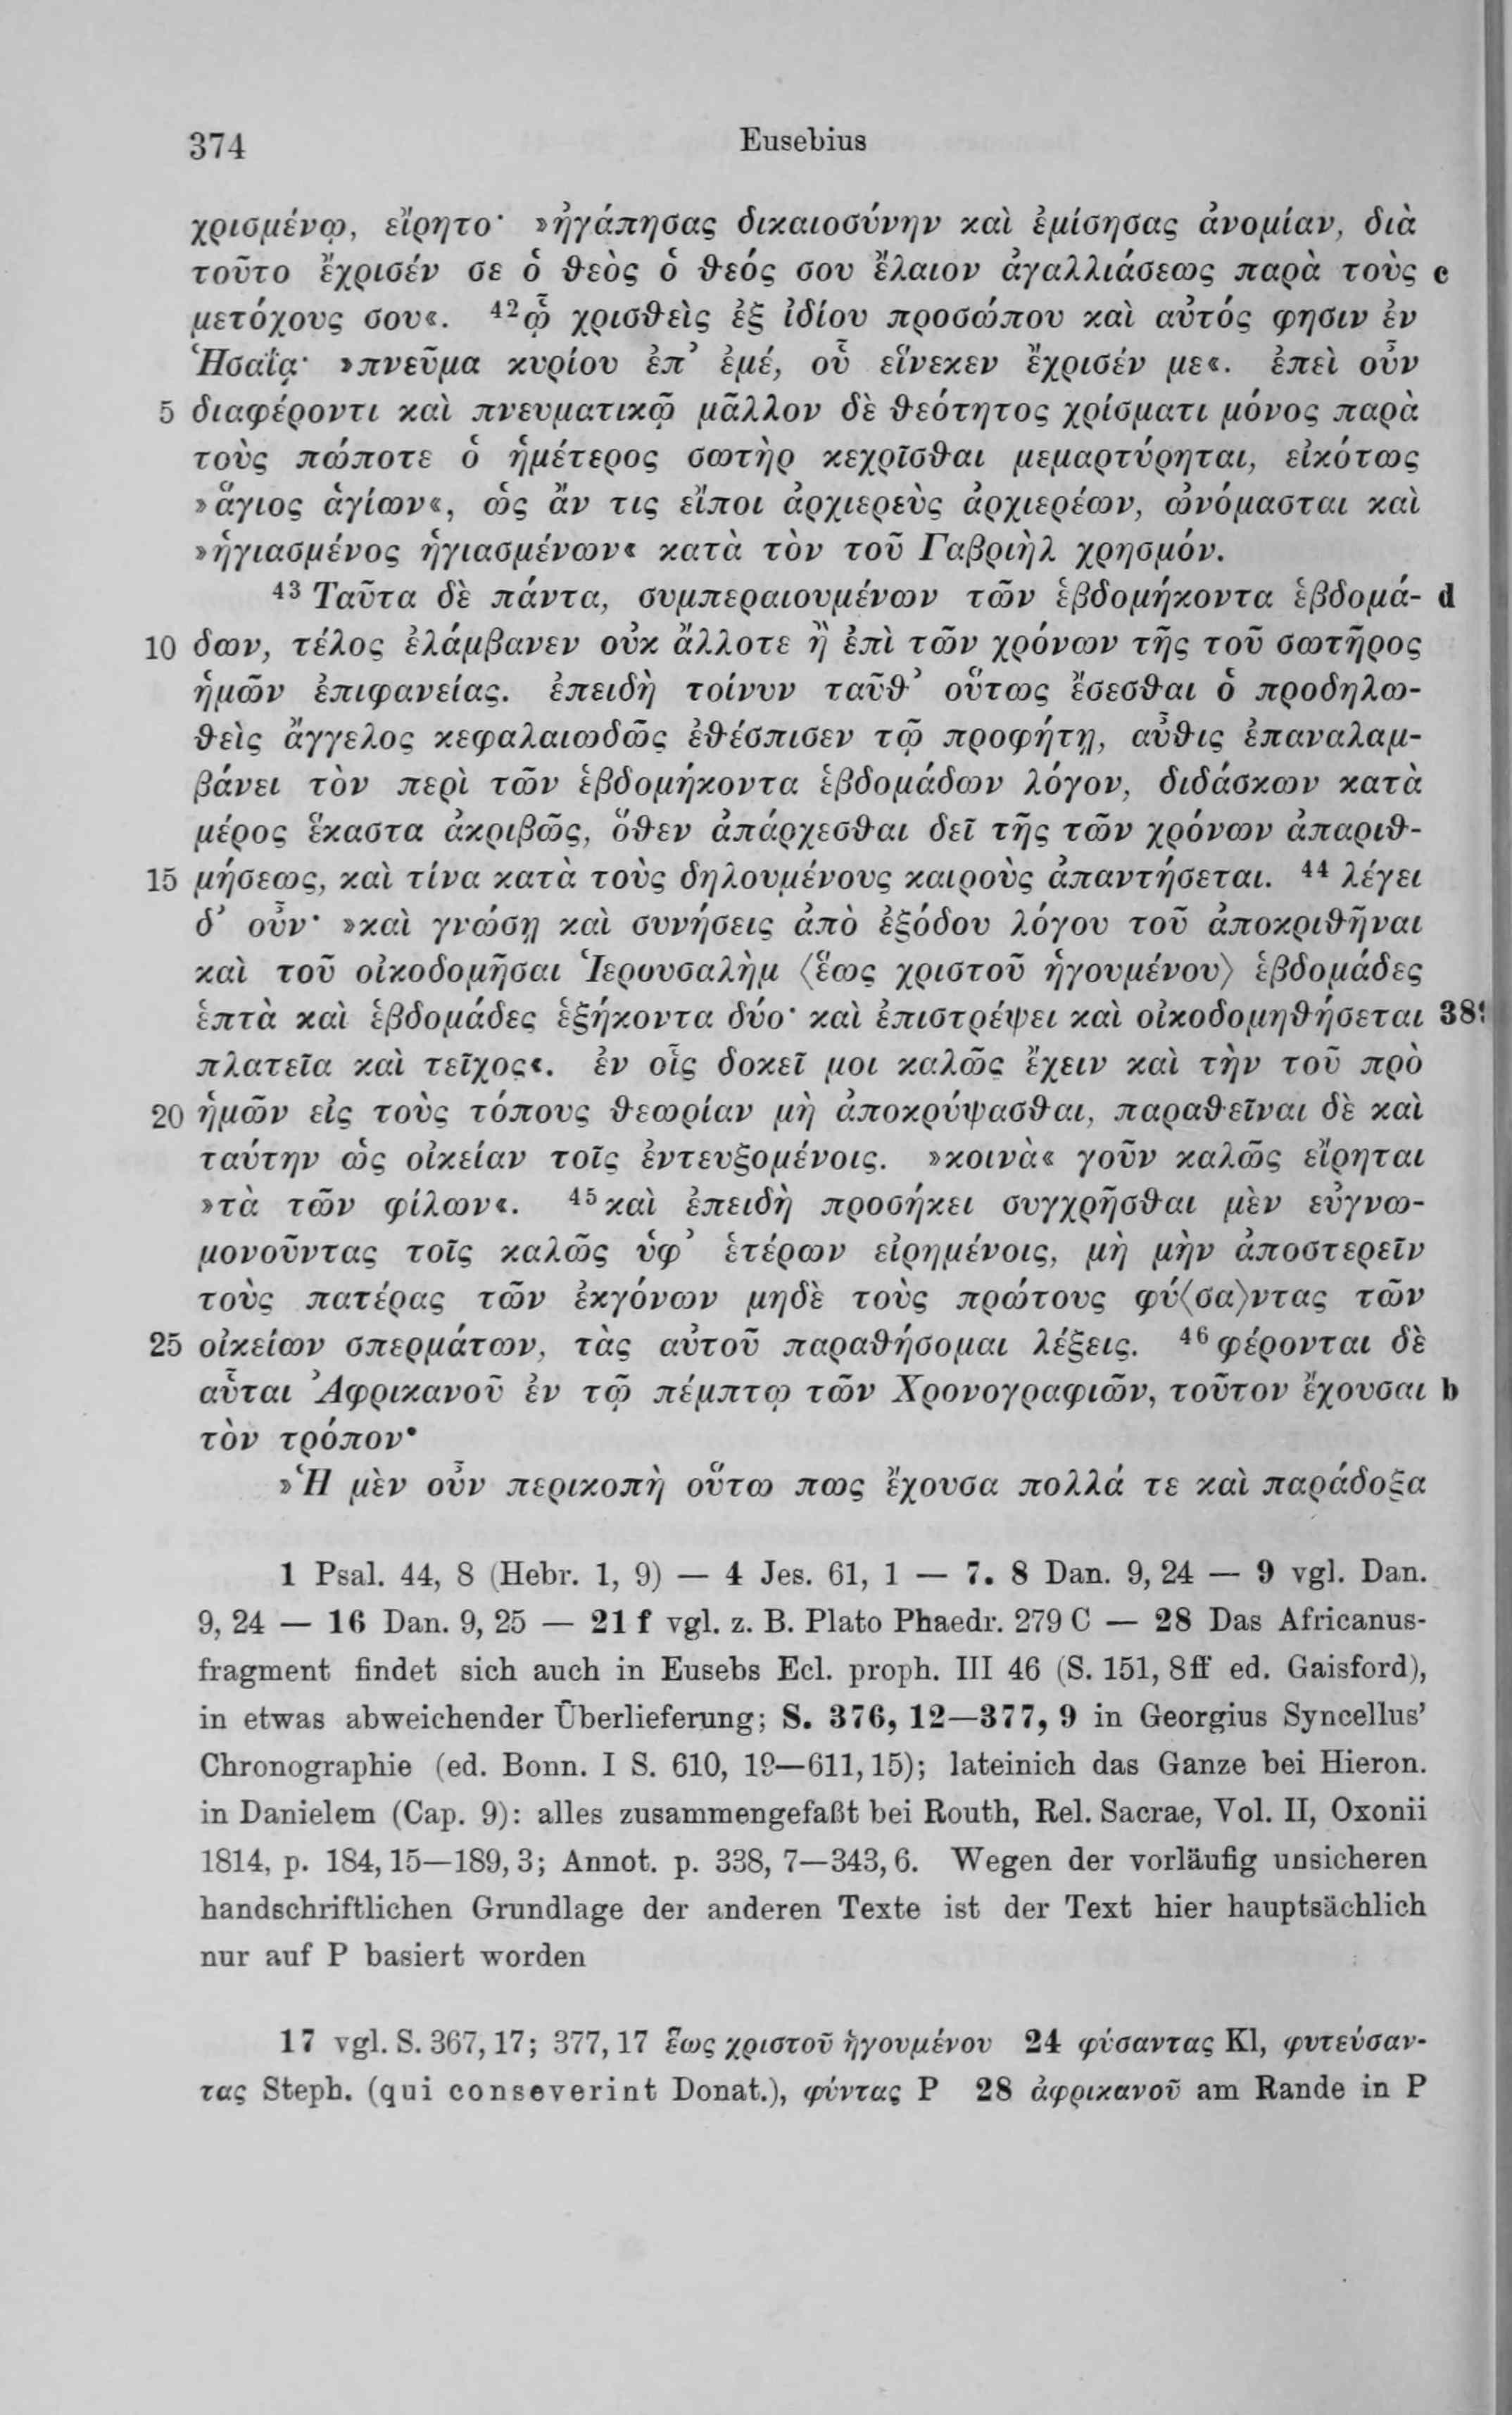 374 Eusebius
χρισμένῳ, εἴρητο· »ἠγάπησας δικαιοσύνην καὶ ἐμίσησας ἀνομίαν, διὰ
τοῦτο ἔχρισέν σε ὁ θεὸς ὁ θεός σου ἔλαιον ἀγαλλιάσεως παρὰ τοὺς c
μετόχους σου«. 42 ᾧ χρισθεὶς ἐξ ἰδίου προσώπου καὶ αὐτός φησιν ἐν
Ἡσαΐᾳ· »πνεῦμα κυρίου ἐπ’ ἐμέ, οὗ εἵνεκεν ἔχρισέν με«. ἐπεὶ οὖν
5 διαφέροντι καὶ πνευματικῷ μᾶλλον δὲ θεότητος χρίσματι μόνος παρὰ
τοὺς πώποτε ὁ ἡμέτερος σωτὴρ κεχρῖσθαι μεμαρτύρηται, εἰκότως
»ἅγιος ἁγίων«, ὡς ἄν τις εἴποι ἀρχιερεὺς ἀρχιερέων, ὠνόμασται καὶ
»ἡγιασμένος ἡγιασμένων« κατὰ τὸν τοῦ Γαβριὴλ χρησμόν.
43 Ταῦτα δὲ πάντα, συμπεραιουμένων τῶν ἑβδομήκοντα ἑβδομά- d
10 δων, τέλος ἐλάμβανεν οὐκ ἄλλοτε ἢ ἐπὶ τῶν χρόνων τῆς τοῦ σωτῆρος
ἡμῶν ἐπιφανείας. ἐπειδὴ τοίνυν ταῦθ’ οὕτως ἔσεσθαι ὁ προδηλω-
θεὶς ἄγγελος κεφαλαιωδῶς ἐθέσπισεν τῷ προφήτῃ, αὖθις ἐπαναλαμ-
βάνει τὸν περὶ τῶν ἑβδομήκοντα ἑβδομάδων λόγον, διδάσκων κατὰ
μέρος ἕκαστα ἀκριβῶς, ὅθεν ἀπάρχεσθαι δεῖ τῆς τῶν χρόνων ἀπαριθ-
15 μήσεως, καὶ τίνα κατὰ τοὺς δηλουμένους καιροὺς ἀπαντήσεται. 44 λέγει
δ’ οὖν· »καὶ γνώσῃ καὶ συνήσεις ἀπὸ ἐξόδου λόγου τοῦ ἀποκριθῆναι
καὶ τοῦ οἰκοδομῆσαι Ἱερουσαλὴμ ⟨ἕως χριστοῦ ἡγουμένου⟩ ἑβδομάδες
ἑπτὰ καὶ ἑβδομάδες ἑξήκοντα δύο· καὶ ἐπιστρέψει καὶ οἰκοδομηθήσεται
πλατεῖα καὶ τεῖχος«. ἐν οἷς δοκεῖ μοι καλῶς ἔχειν καὶ τὴν τοῦ πρὸ
20 ἡμῶν εἰς τοὺς τόπους θεωρίαν μὴ ἀποκρύψασθαι, παραθεῖναι δὲ καὶ
ταύτην ὡς οἰκείαν τοῖς ἐντευξομένοις. »κοινὰ« γοῦν καλῶς εἴρηται
»τὰ τῶν φίλων«. 45 καὶ ἐπειδὴ προσήκει συγχρῆσθαι μὲν εὐγνω-
μονοῦντας τοῖς καλῶς ὑφ’ ἑτέρων εἰρημένοις, μὴ μὴν ἀποστερεῖν
τοὺς πατέρας τῶν ἐκγόνων μηδὲ τοὺς πρώτους φύ⟨σα⟩ντας τῶν
25 οἰκείων σπερμάτων, τὰς αὐτοῦ παραθήσομαι λέξεις. 46 φέρονται δὲ
αὗται Ἀφρικανοῦ ἐν τῷ πέμπτῳ τῶν Χρονογραφιῶν, τοῦτον ἔχουσαι b
τὸν τρόπον·
»Ἡ μὲν οὖν περικοπὴ οὕτω πως ἔχουσα πολλά τε καὶ παράδοξα
1 Psal. 44, 8 (Hebr. 1, 9) — 4 Jes. 61, 1 — 7. 8 Dan. 9, 24 — 9 vgl. Dan.
9, 24 — 16 Dan. 9, 25 — 21 f vgl. z. B. Plato Phaedr. 279 C — 28 Das Africanus-
fragment findet sich auch in Eusebs Ecl. proph. III 46 (S. 151, 8ff ed. Gaisford),
in etwas abweichender Überlieferung; S. 376, 12—377, 9 in Georgius Syncellus’
Chronographie (ed. Bonn. I S. 610, 19—611, 15); lateinich das Ganze bei Hieron.
in Danielem (Cap. 9): alles zusammengefaßt bei Routh, Rel. Sacrae, Vol. II, Oxonii
1814, p. 184, 15—189, 3; Annot. p. 338, 7—343, 6. Wegen der vorläufig unsicheren
handschriftlichen Grundlage der anderen Texte ist der Text hier hauptsächlich
nur auf P basiert worden
17 vgl. S. 367, 17; 377, 17 ἕως χριστοῦ ἡγουμένου 24 φύσαντας Kl, φυτεύσαν-
τας Steph. (qui conseverint Donat.), φύντας P 28 ἀφρικανοῦ am Rande in P